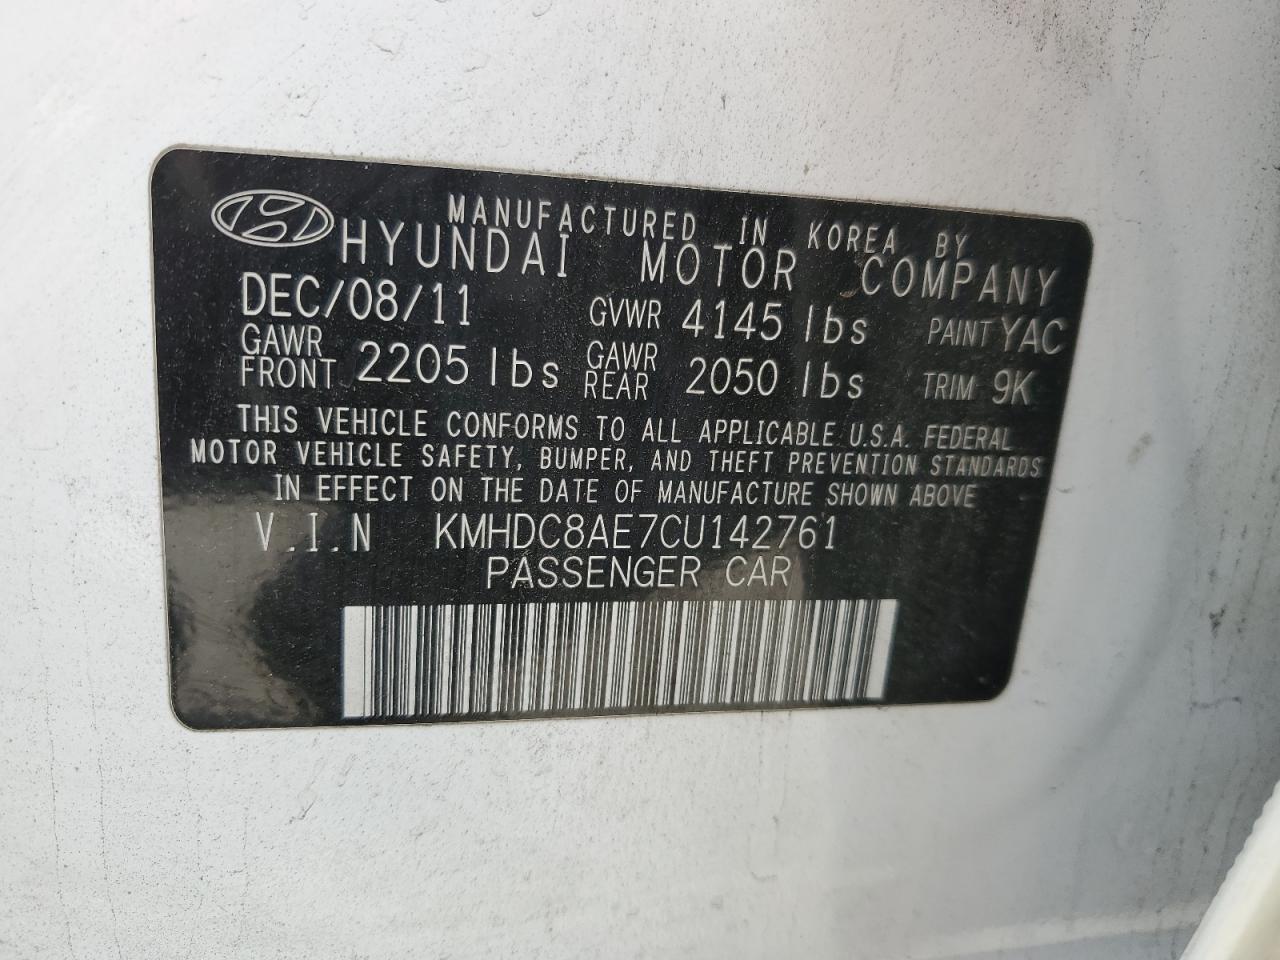 MANUFACTURED IN KOREA BY
HYUNDAI MOTOR COMPANY
DEC/08/11 GVWR 4145 lbs PAINT YAC
GAWR FRONT 2205 lbs GAWR REAR 2050 lbs TRIM 9K
THIS VEHICLE CONFORMS TO ALL APPLICABLE U.S.A. FEDERAL
MOTOR VEHICLE SAFETY, BUMPER, AND THEFT PREVENTION STANDARDS
IN EFFECT ON THE DATE OF MANUFACTURE SHOWN ABOVE
V.I.N KMHDC8AE7CU142761
PASSENGER CAR